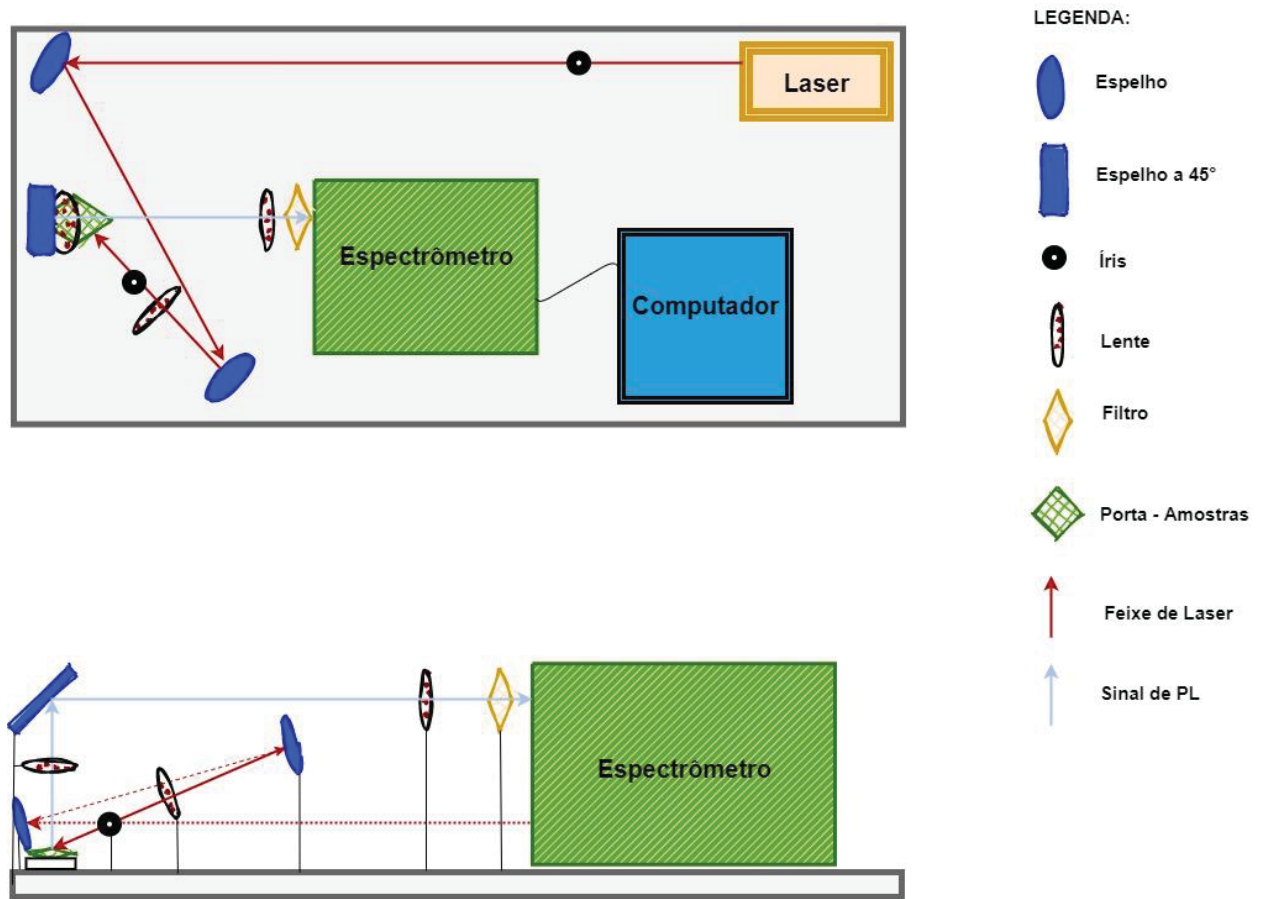 LEGENDA:
Laser
Espelho
Espelho a 45°
Espectrômetro
Íris
Computador
Lente
Filtro
Porta - Amostras
Feixe de Laser
Sinal de PL
Espectrômetro